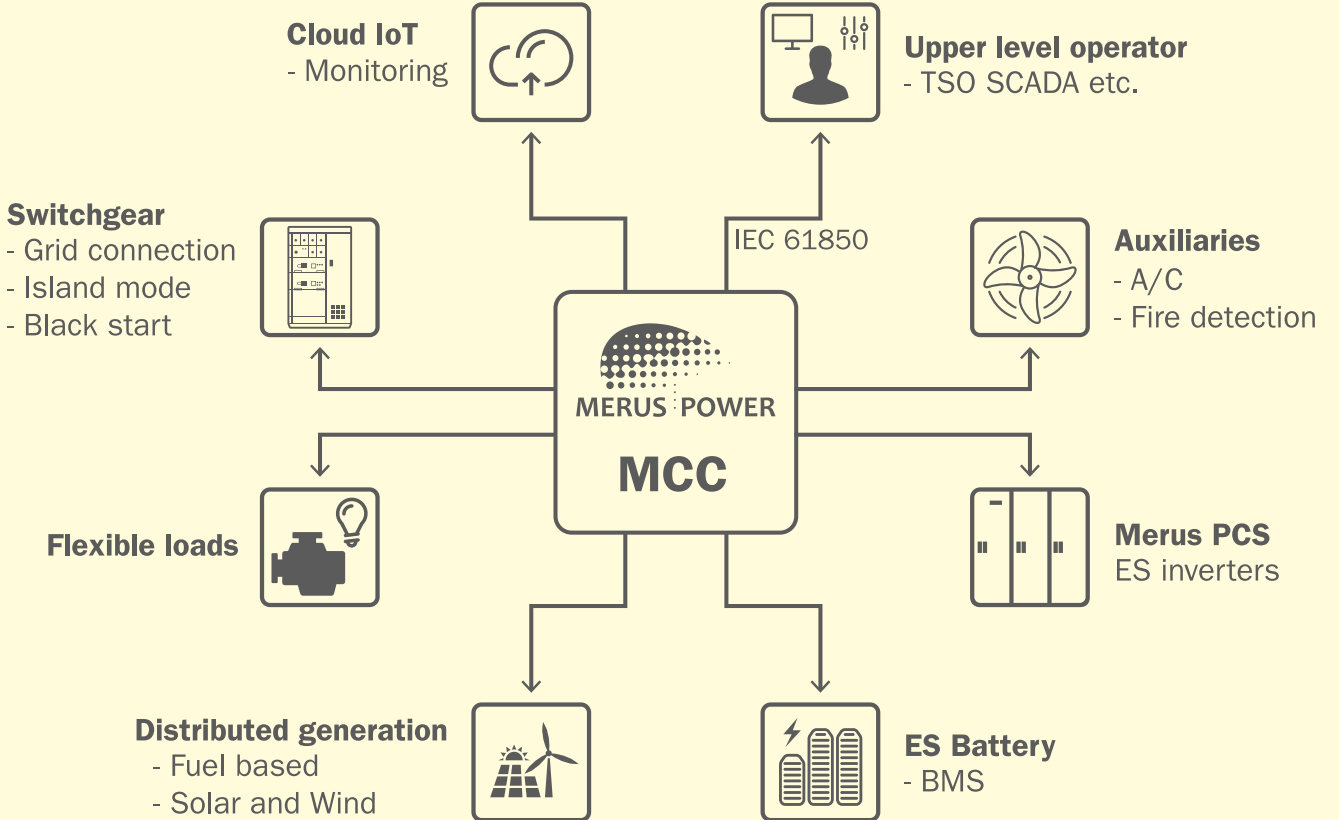 Cloud IoT
- Monitoring
Upper level operator
- TSO SCADA etc.
Switchgear
- Grid connection
- Island mode
- Black start
IEC 61850
Auxiliaries
- A/C
- Fire detection
MERUS POWER
MCC
Flexible loads
Merus PCS
ES inverters
Distributed generation
- Fuel based
- Solar and Wind
ES Battery
- BMS